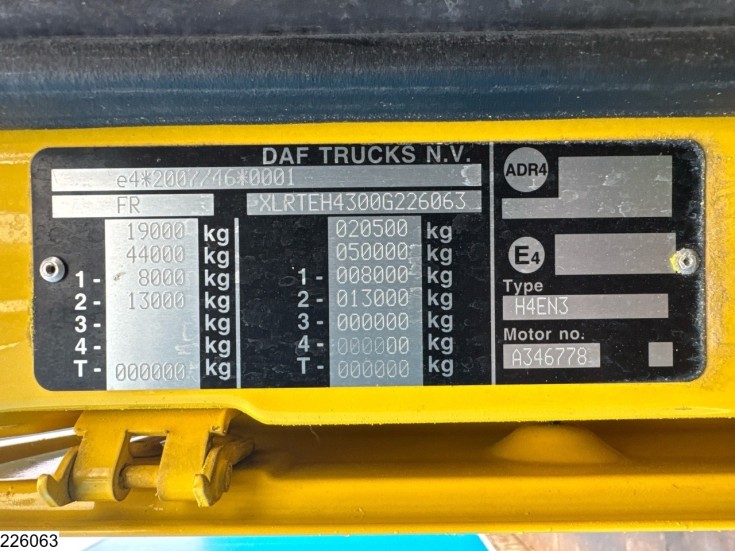 DAF TRUCKS N.V.
e4*2007/46*0001
FR XLRTEH4300G226063
19000 kg 020500 kg
44000 kg 050000 kg
1- 8000 kg 1- 008000 kg
2- 13000 kg 2- 013000 kg
3- kg 3- 000000 kg
4- kg 4- 000000 kg
T- 000000 kg T- 000000 kg
ADR4
E4
Type
H4EN3
Motor no.
A346778
226063